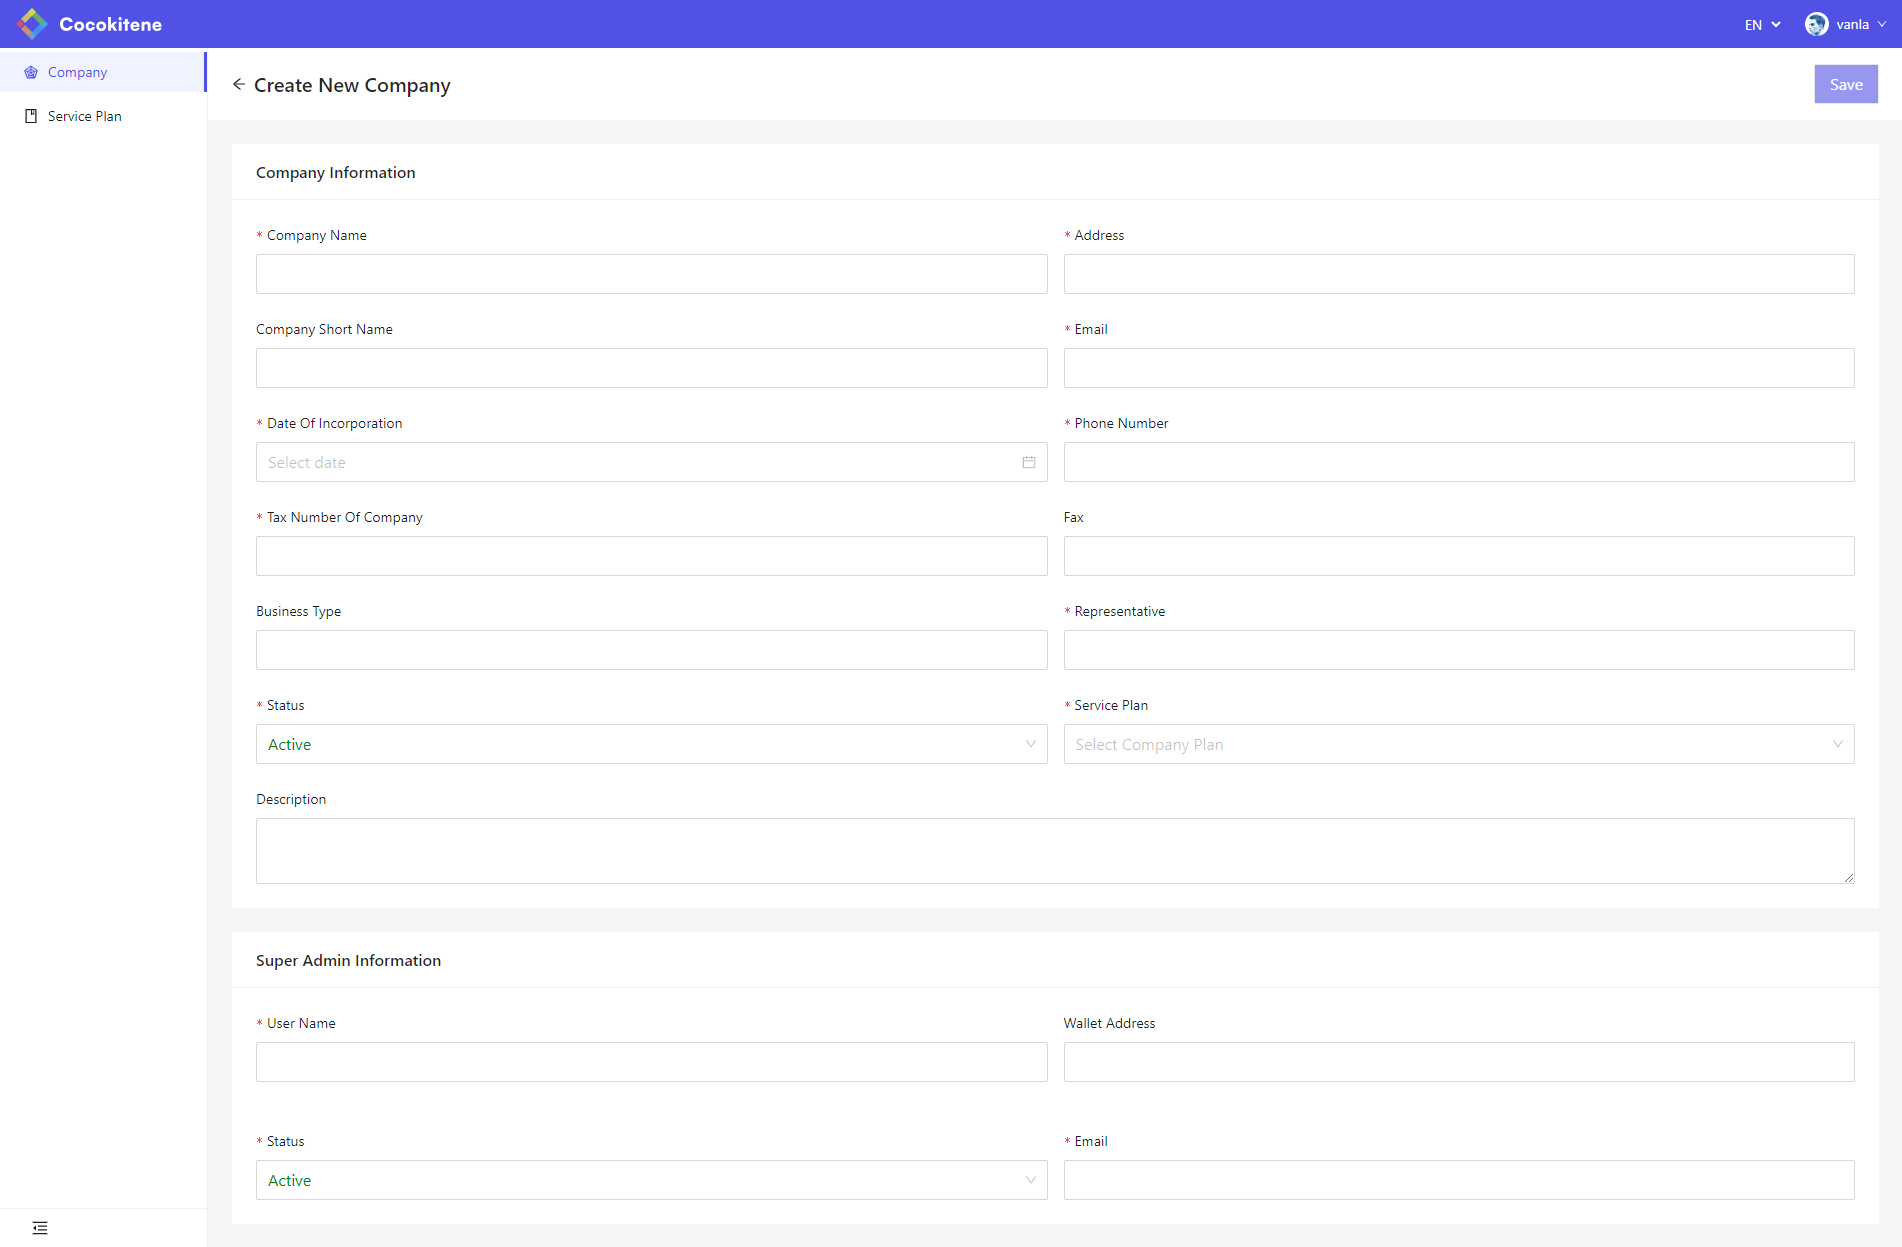 Cocokitene
EN
vanla
Company
Service Plan
Create New Company
Save
Company Information
* Company Name
* Address
Company Short Name
* Email
* Date Of Incorporation
* Phone Number
Select date
* Tax Number Of Company
Fax
Business Type
* Representative
* Status
* Service Plan
Active
Select Company Plan
Description
Super Admin Information
* User Name
Wallet Address
* Status
* Email
Active